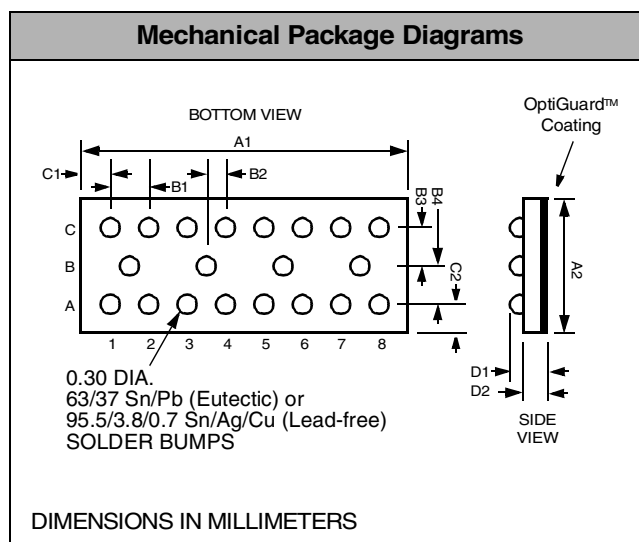 Mechanical Package Diagrams
BOTTOM VIEW
OptiGuard™
Coating
A1
C1
B1
B2
B3
B4
C
B
A
C2
A2
1 2 3 4 5 6 7 8
D1
D2
SIDE
VIEW
0.30 DIA.
63/37 Sn/Pb (Eutectic) or
95.5/3.8/0.7 Sn/Ag/Cu (Lead-free)
SOLDER BUMPS
DIMENSIONS IN MILLIMETERS